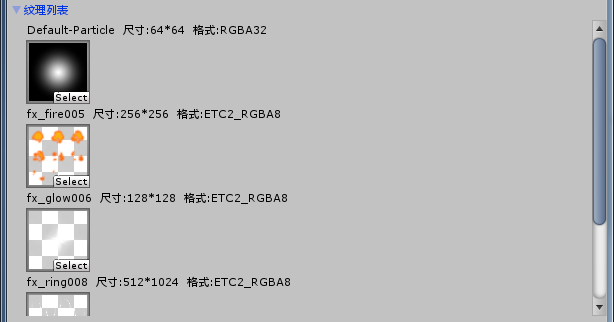 纹理列表
Default-Particle 尺寸:64*64 格式:RGBA32
Select
fx_fire005 尺寸:256*256 格式:ETC2_RGBA8
Select
fx_glow006 尺寸:128*128 格式:ETC2_RGBA8
Select
fx_ring008 尺寸:512*1024 格式:ETC2_RGBA8